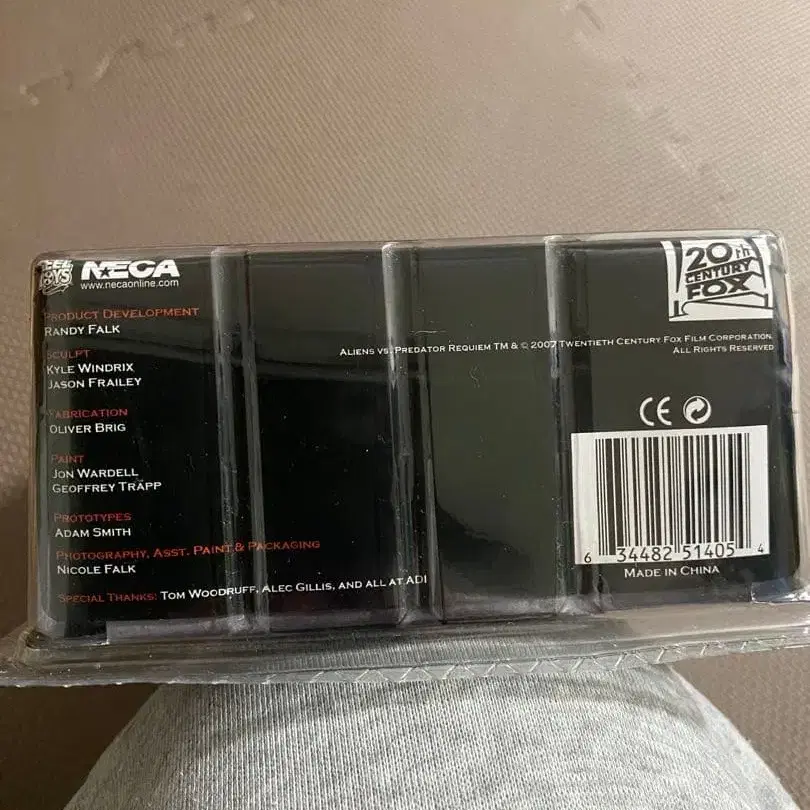 REEL TOYS
NECA
www.necaonline.com
PRODUCT DEVELOPMENT
RANDY FALK
SCULPT
KYLE WINDRIX
JASON FRAILEY
FABRICATION
OLIVER BRIG
PAINT
JON WARDELL
GEOFFREY TRAPP
PROTOTYPES
ADAM SMITH
PHOTOGRAPHY, ASST. PAINT & PACKAGING
NICOLE FALK
SPECIAL THANKS: TOM WOODRUFF, ALEC GILLIS, AND ALL AT ADI
20TH
CENTURY
FOX
ALIENS VS. PREDATOR REQUIEM TM & © 2007 TWENTIETH CENTURY FOX FILM CORPORATION.
ALL RIGHTS RESERVED
CE
6 34482 51405 4
MADE IN CHINA